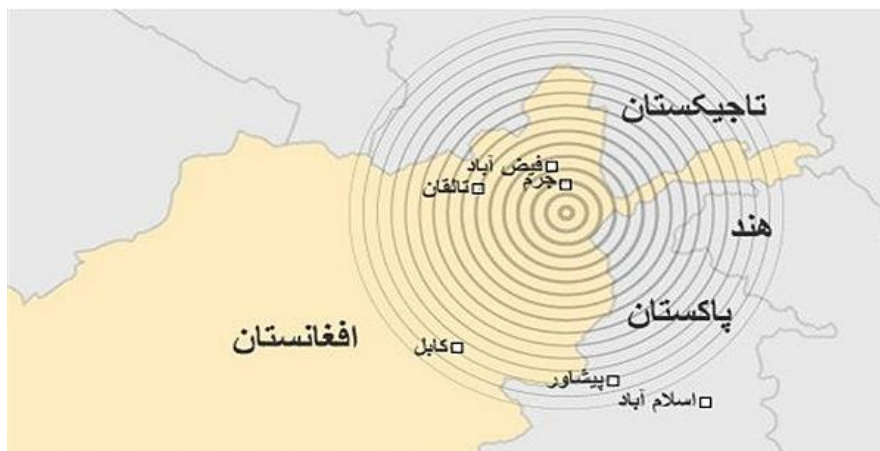 تاجیکستان
فیض آباد
جرم
تالقان
هند
پاکستان
افغانستان
کابل
پیشاور
اسلام آباد